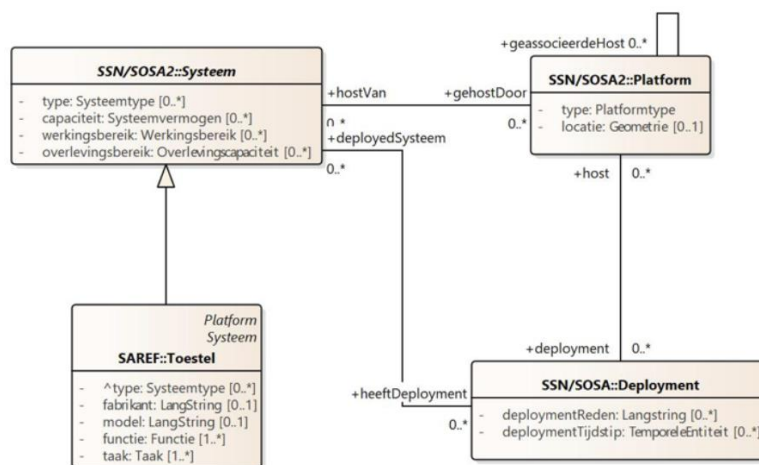 +geassocieerdeHost 0..*
SSN/SOSA2::Systeem
- type: Systeemtype [0..*]
- capaciteit: Systeemvermogen [0..*]
- werkingsbereik: Werkingsbereik [0..*]
- overlevingsbereik: Overlevingscapaciteit [0..*]
+hostVan
+gehostDoor
0..*
0..*
+deployedSysteem
0..*
SSN/SOSA2::Platform
- type: Platformtype
- locatie: Geometrie [0..1]
+host
0..*
Platform
Systeem
SAREF::Toestel
- ^type: Systeemtype [0..*]
- fabrikant: LangString [0..1]
- model: LangString [0..1]
- functie: Functie [1..*]
- taak: Taak [1..*]
+deployment
0..*
+heeftDeployment
0..*
SSN/SOSA::Deployment
- deploymentReden: Langstring [0..*]
- deploymentTijdstip: TemporeleEntiteit [0..*]